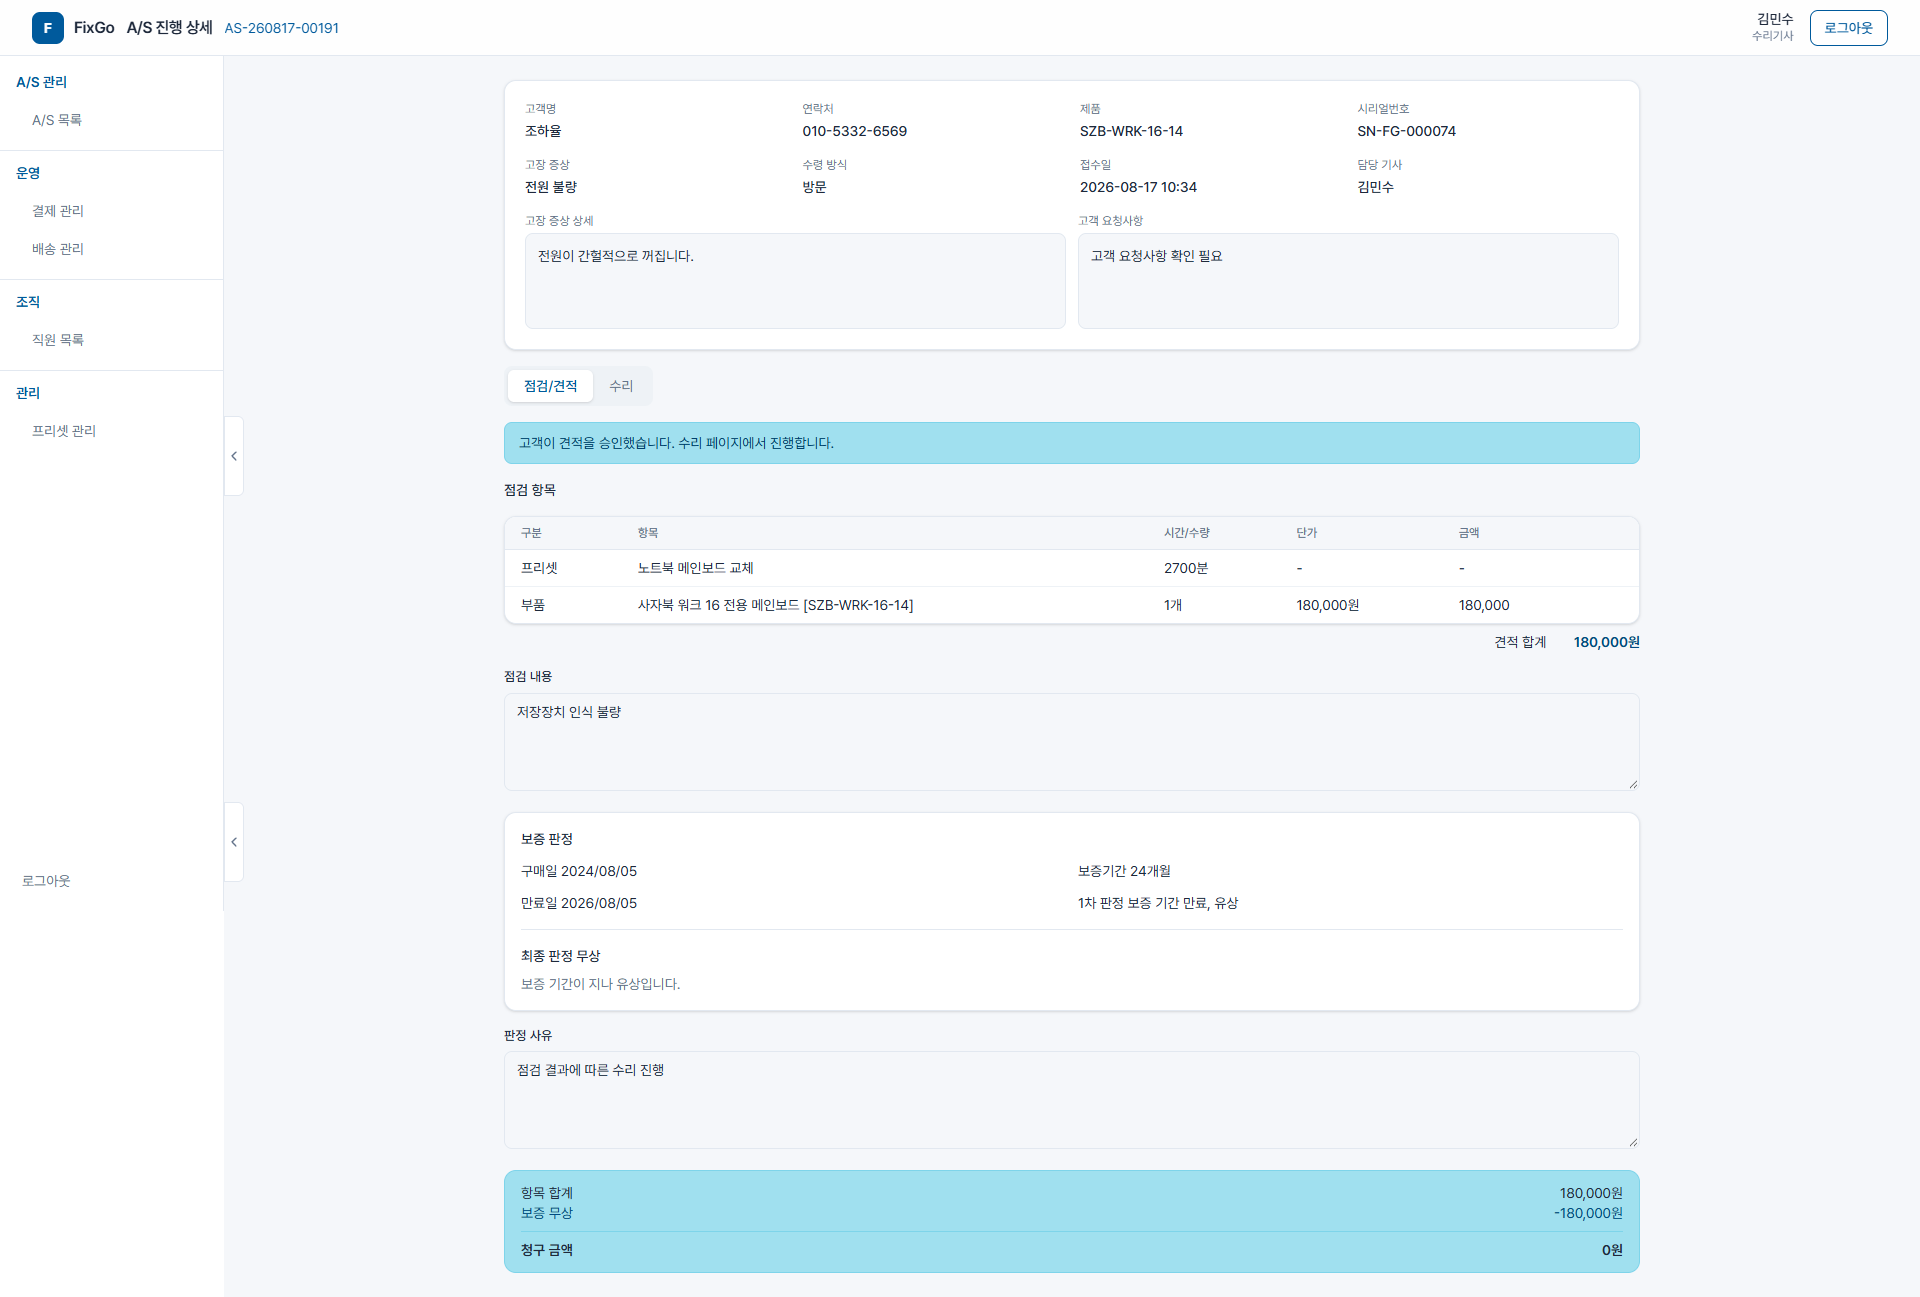 F FixGo A/S 진행 상세 AS-260817-00191
김민수
수리기사
로그아웃
A/S 관리
A/S 목록
운영
결제 관리
배송 관리
조직
직원 목록
관리
프리셋 관리
로그아웃
고객명 연락처 제품 시리얼번호
조하율 010-5332-6569 SZB-WRK-16-14 SN-FG-000074
고장 증상 수령 방식 접수일 담당 기사
전원 불량 방문 2026-08-17 10:34 김민수
고장 증상 상세 고객 요청사항
전원이 간헐적으로 꺼집니다. 고객 요청사항 확인 필요
점검/견적 수리
고객이 견적을 승인했습니다. 수리 페이지에서 진행합니다.
점검 항목
구분 항목 시간/수량 단가 금액
프리셋 노트북 메인보드 교체 2700분 - -
부품 사자북 워크 16 전용 메인보드 [SZB-WRK-16-14] 1개 180,000원 180,000
견적 합계 180,000원
점검 내용
저장장치 인식 불량
보증 판정
구매일 2024/08/05 보증기간 24개월
만료일 2026/08/05 1차 판정 보증 기간 만료, 유상
최종 판정 무상
보증 기간이 지나 유상입니다.
판정 사유
점검 결과에 따른 수리 진행
항목 합계 180,000원
보증 무상 -180,000원
청구 금액 0원